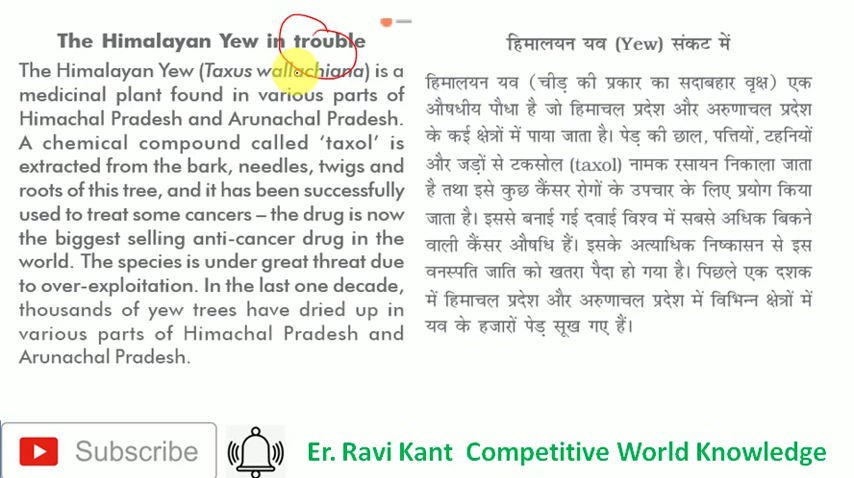 The Himalayan Yew in trouble
The Himalayan Yew (Taxus wallachiana) is a
medicinal plant found in various parts of
Himachal Pradesh and Arunachal Pradesh.
A chemical compound called ‘taxol’ is
extracted from the bark, needles, twigs and
roots of this tree, and it has been successfully
used to treat some cancers – the drug is now
the biggest selling anti-cancer drug in the
world. The species is under great threat due
to over-exploitation. In the last one decade,
thousands of yew trees have dried up in
various parts of Himachal Pradesh and
Arunachal Pradesh.
हिमालयन यव (Yew) संकट में
हिमालयन यव (चीड़ की प्रकार का सदाबहार वृक्ष) एक
औषधीय पौधा है जो हिमाचल प्रदेश और अरुणाचल प्रदेश
के कई क्षेत्रों में पाया जाता है। पेड़ की छाल, पत्तियों, टहनियों
और जड़ों से टकसोल (taxol) नामक रसायन निकाला जाता
है तथा इसे कुछ कैंसर रोगों के उपचार के लिए प्रयोग किया
जाता है। इससे बनाई गई दवाई विश्व में सबसे अधिक बिकने
वाली कैंसर औषधि हैं। इसके अत्याधिक निष्कासन से इस
वनस्पति जाति को खतरा पैदा हो गया है। पिछले एक दशक
में हिमाचल प्रदेश और अरुणाचल प्रदेश में विभिन्न क्षेत्रों में
यव के हजारों पेड़ सूख गए हैं।
Subscribe
Er. Ravi Kant Competitive World Knowledge